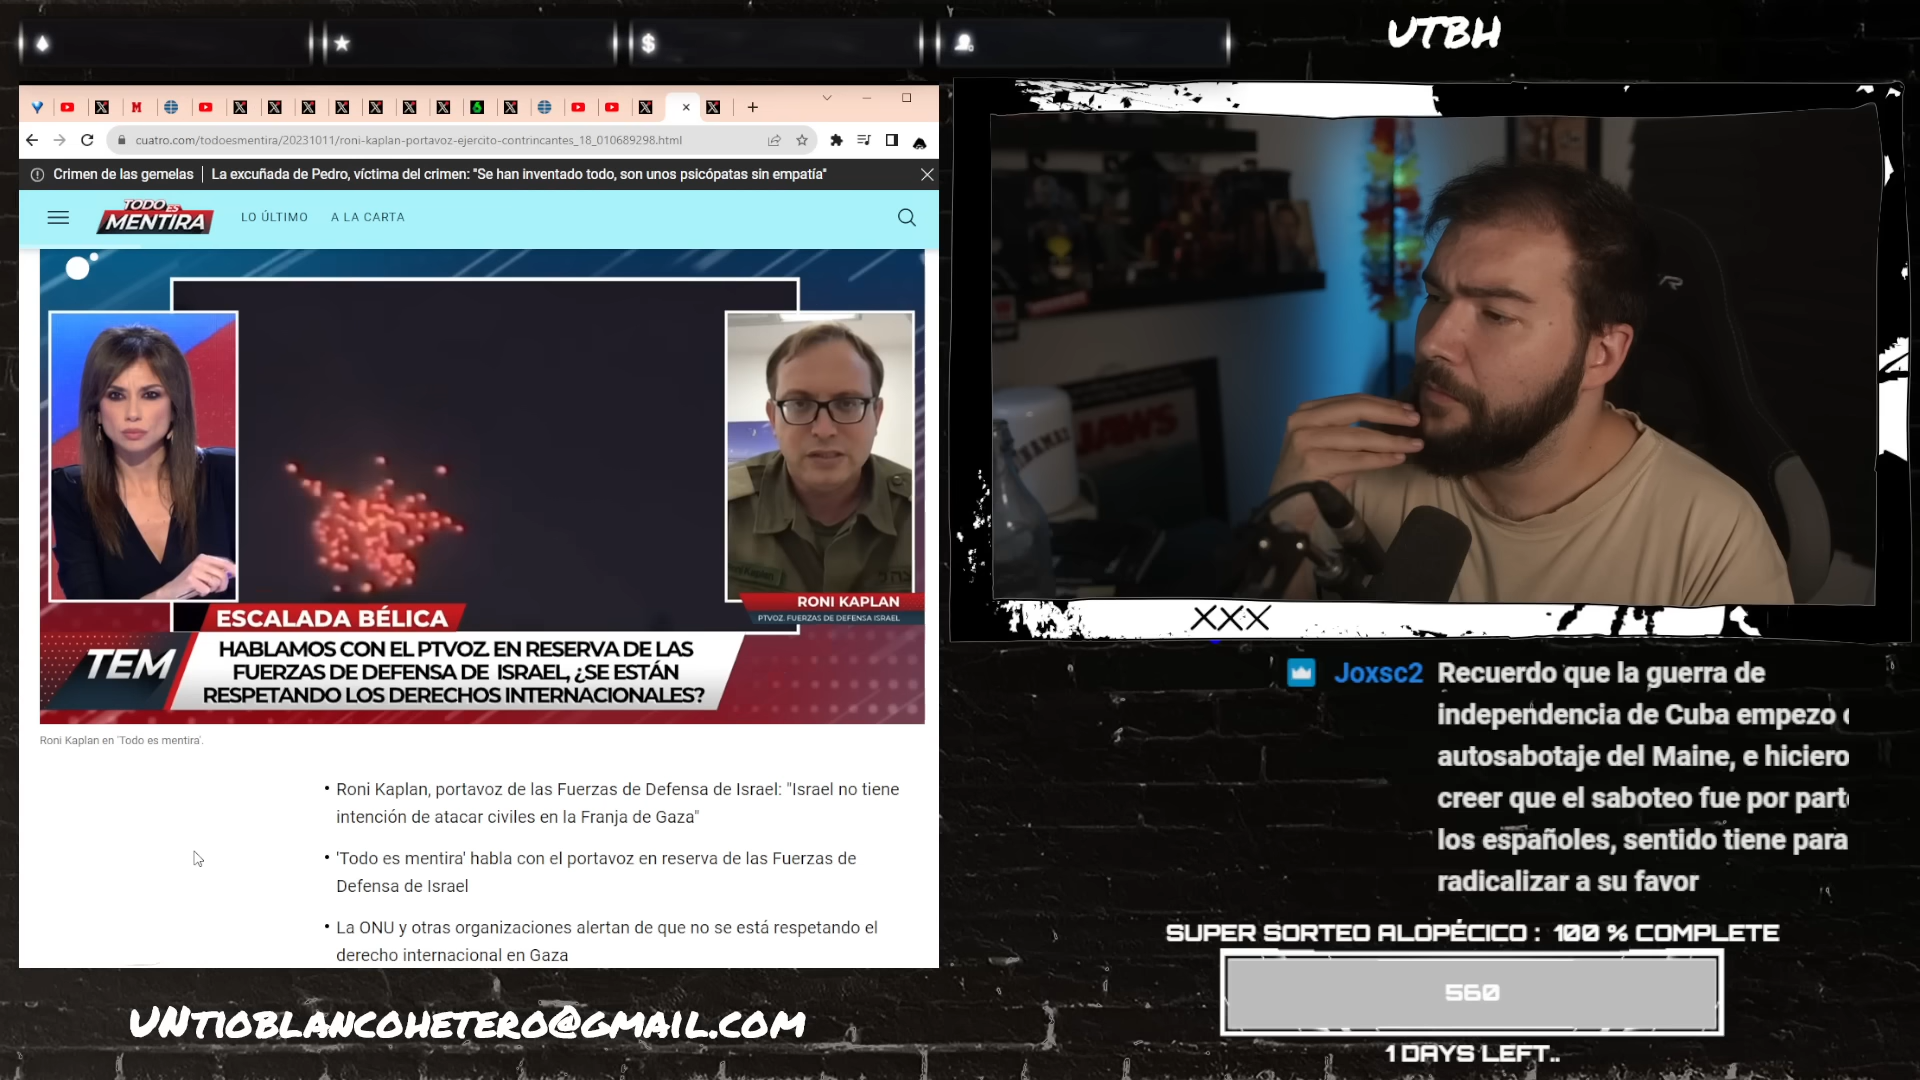 UTBH
cuatro.com/todoesmentira/20231011/roni-kaplan-portavoz-ejercito-contrincantes_18_010689298.html
Crimen de las gemelas | La excuñada de Pedro, víctima del crimen: "Se han inventado todo, son unos psicópatas sin empatía"
TODO ES
MENTIRA
LO ÚLTIMO
A LA CARTA
RONI KAPLAN
PTVOZ. FUERZAS DE DEFENSA ISRAEL
ESCALADA BÉLICA
TEM
HABLAMOS CON EL PTVOZ. EN RESERVA DE LAS
FUERZAS DE DEFENSA DE ISRAEL, ¿SE ESTÁN
RESPETANDO LOS DERECHOS INTERNACIONALES?
Roni Kaplan en 'Todo es mentira'.
• Roni Kaplan, portavoz de las Fuerzas de Defensa de Israel: "Israel no tiene
intención de atacar civiles en la Franja de Gaza"
• 'Todo es mentira' habla con el portavoz en reserva de las Fuerzas de
Defensa de Israel
• La ONU y otras organizaciones alertan de que no se está respetando el
derecho internacional en Gaza
UNTIOBLANCOHETERO@GMAIL.COM
JAWS
XXX
Joxsc2 Recuerdo que la guerra de
independencia de Cuba empezo
autosabotaje del Maine, e hiciero
creer que el saboteo fue por part
los españoles, sentido tiene para
radicalizar a su favor
SUPER SORTEO ALOPÉCICO : 100 % COMPLETE
560
1 DAYS LEFT..